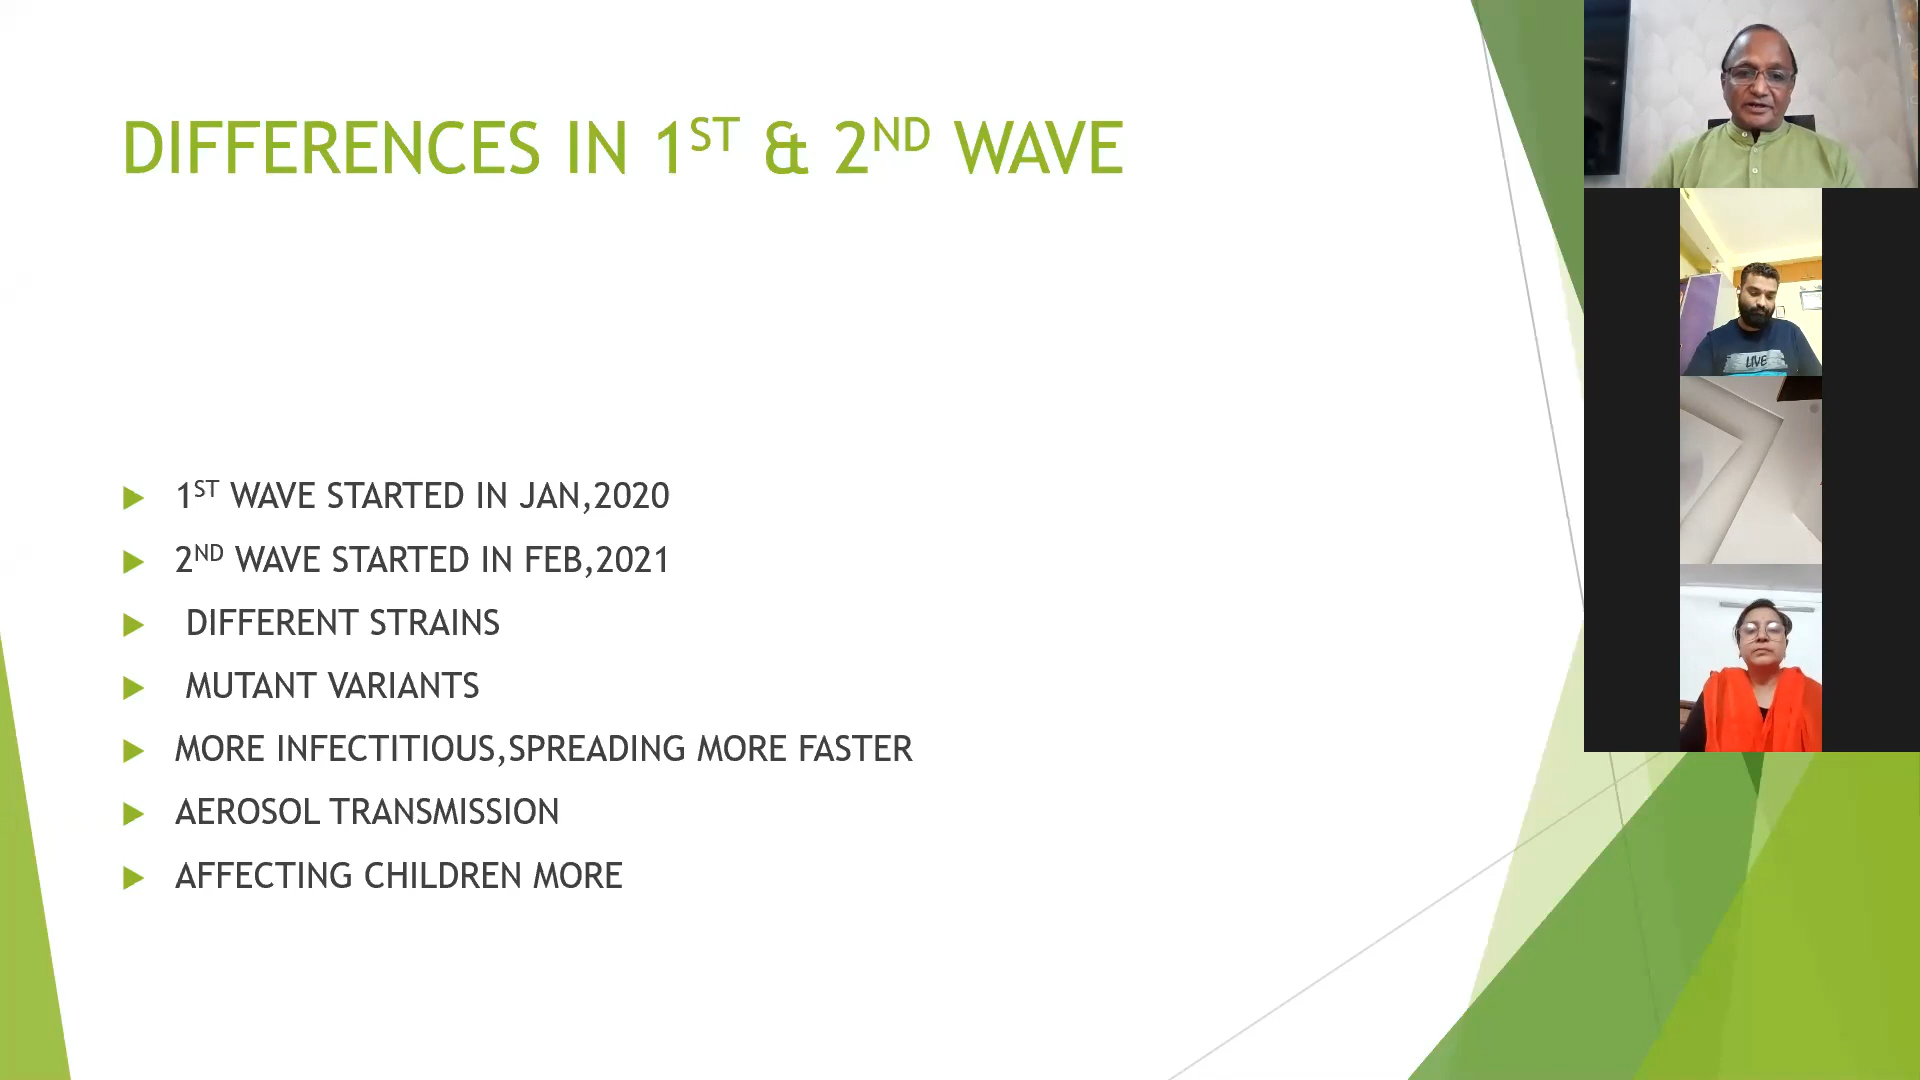 DIFFERENCES IN 1ST & 2ND WAVE
1ST WAVE STARTED IN JAN,2020
2ND WAVE STARTED IN FEB,2021
DIFFERENT STRAINS
MUTANT VARIANTS
MORE INFECTITIOUS,SPREADING MORE FASTER
AEROSOL TRANSMISSION
AFFECTING CHILDREN MORE
LIVE